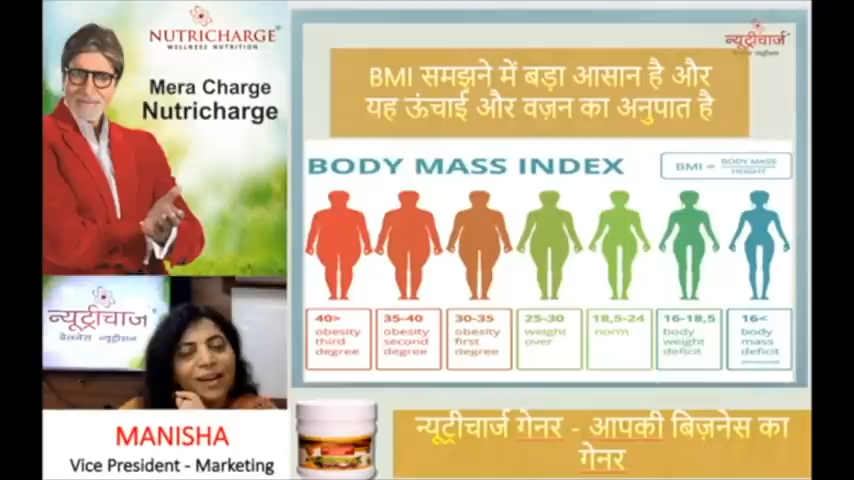 NUTRICHARGE
WELLNESS NUTRITION
Mera Charge
Nutricharge
न्यूट्रीचार्ज
वेलनेस न्यूट्रीशन
MANISHA
Vice President - Marketing
न्यूट्रीचार्ज
BMI समझने में बड़ा आसान है और
यह ऊंचाई और वज़न का अनुपात है
BODY MASS INDEX
BMI = BODY MASS
HEIGHT
40>
obesity
third
degree
35-40
obesity
second
degree
30-35
obesity
first
degree
25-30
weight
over
18,5-24
norm
16-18,5
body
weight
deficit
16<
body
mass
deficit
न्यूट्रीचार्ज गेनर - आपकी बिज़नेस का
गेनर